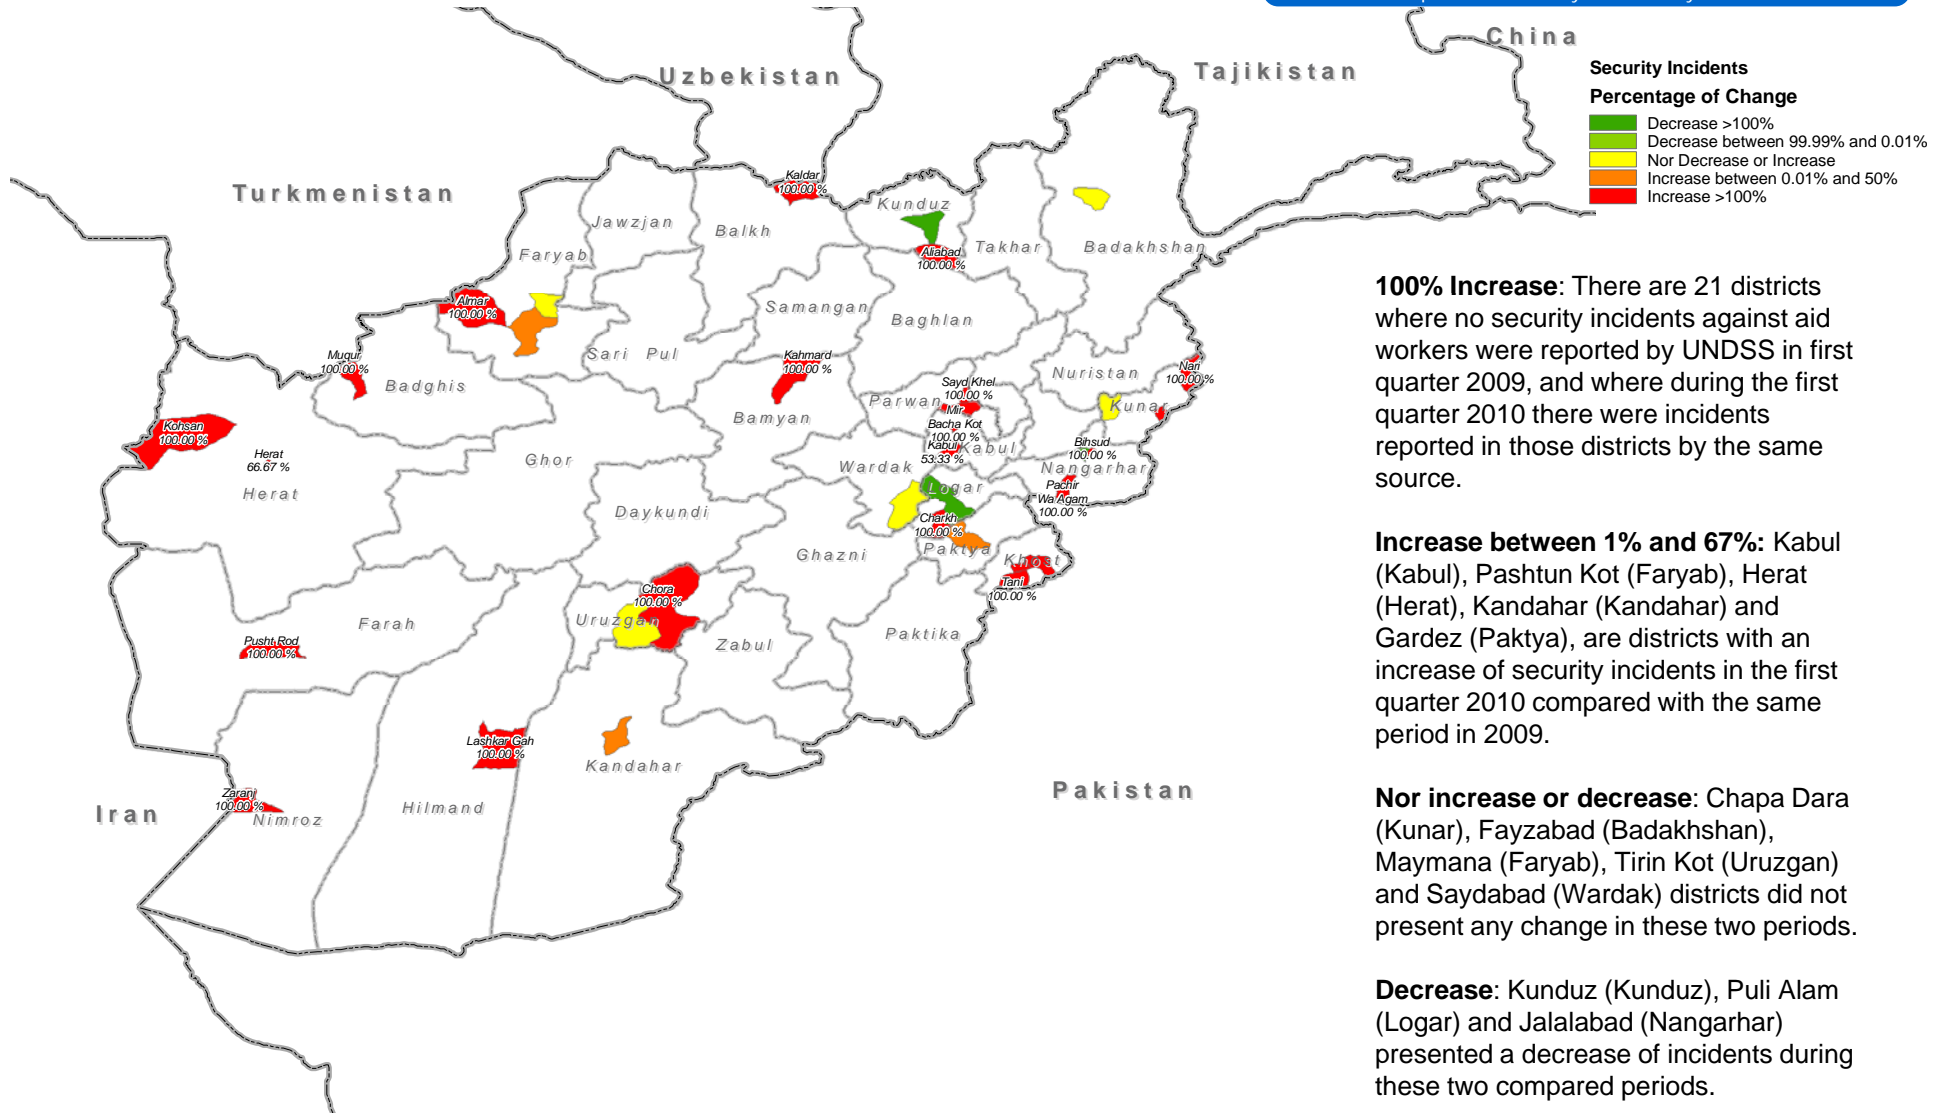 China
Uzbekistan
Tajikistan
Turkmenistan
Iran
Pakistan
Security Incidents
Percentage of Change
Decrease >100%
Decrease between 99.99% and 0.01%
Nor Decrease or Increase
Increase between 0.01% and 50%
Increase >100%
Kaldar
100.00 %
Kunduz
Jawzjan
Balkh
Faryab
Takhar
Badakhshan
Aliabad
100.00 %
Almar
100.00 %
Samangan
Baghlan
Sari Pul
Muqur
100.00 %
Badghis
Kahmard
100.00 %
Bamyan
Nuristan
Nari
100.00 %
Sayd Khel
100.00 %
Parwan
Mir
Bacha Kot
100.00 %
Kabul
53.33 %
Kabul
Kunar
Kohsan
100.00 %
Herat
66.67 %
Herat
Ghor
Wardak
Bihsud
100.00 %
Nangarhar
Pachir
Wa Agam
100.00 %
Logar
Daykundi
Charkh
100.00 %
Ghazni
Paktya
Khost
Tani
100.00 %
Chora
100.00 %
Uruzgan
Farah
Pusht Rod
100.00 %
Zabul
Paktika
Lashkar Gah
100.00 %
Kandahar
Zaranj
100.00 %
Nimroz
Hilmand
100% Increase: There are 21 districts
where no security incidents against aid
workers were reported by UNDSS in first
quarter 2009, and where during the first
quarter 2010 there were incidents
reported in those districts by the same
source.
Increase between 1% and 67%: Kabul
(Kabul), Pashtun Kot (Faryab), Herat
(Herat), Kandahar (Kandahar) and
Gardez (Paktya), are districts with an
increase of security incidents in the first
quarter 2010 compared with the same
period in 2009.
Nor increase or decrease: Chapa Dara
(Kunar), Fayzabad (Badakhshan),
Maymana (Faryab), Tirin Kot (Uruzgan)
and Saydabad (Wardak) districts did not
present any change in these two periods.
Decrease: Kunduz (Kunduz), Puli Alam
(Logar) and Jalalabad (Nangarhar)
presented a decrease of incidents during
these two compared periods.